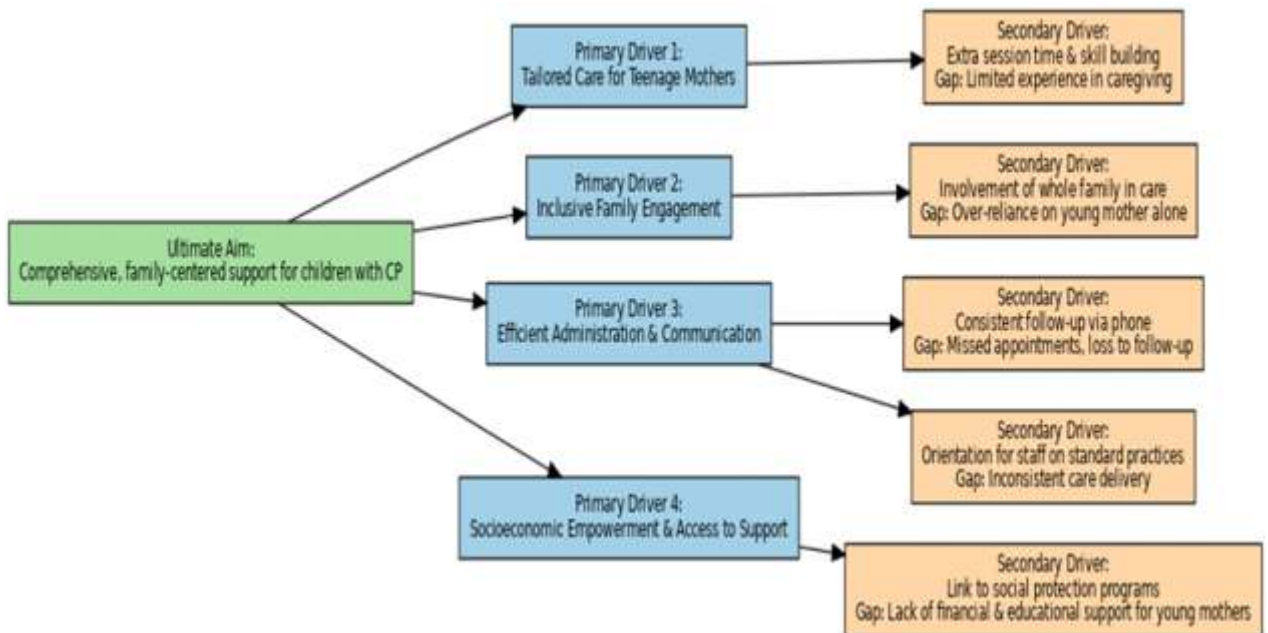 Primary Driver 1:
Tailored Care for Teenage Mothers
Secondary Driver:
Extra session time & skill building
Gap: Limited experience in caregiving
Primary Driver 2:
Inclusive Family Engagement
Secondary Driver:
Involvement of whole family in care
Gap: Over-reliance on young mother alone
Ultimate Aim:
Comprehensive, family-centered support for children with CP
Primary Driver 3:
Efficient Administration & Communication
Secondary Driver:
Consistent follow-up via phone
Gap: Missed appointments, loss to follow-up
Secondary Driver:
Orientation for staff on standard practices
Gap: Inconsistent care delivery
Primary Driver 4:
Socioeconomic Empowerment & Access to Support
Secondary Driver:
Link to social protection programs
Gap: Lack of financial & educational support for young mothers